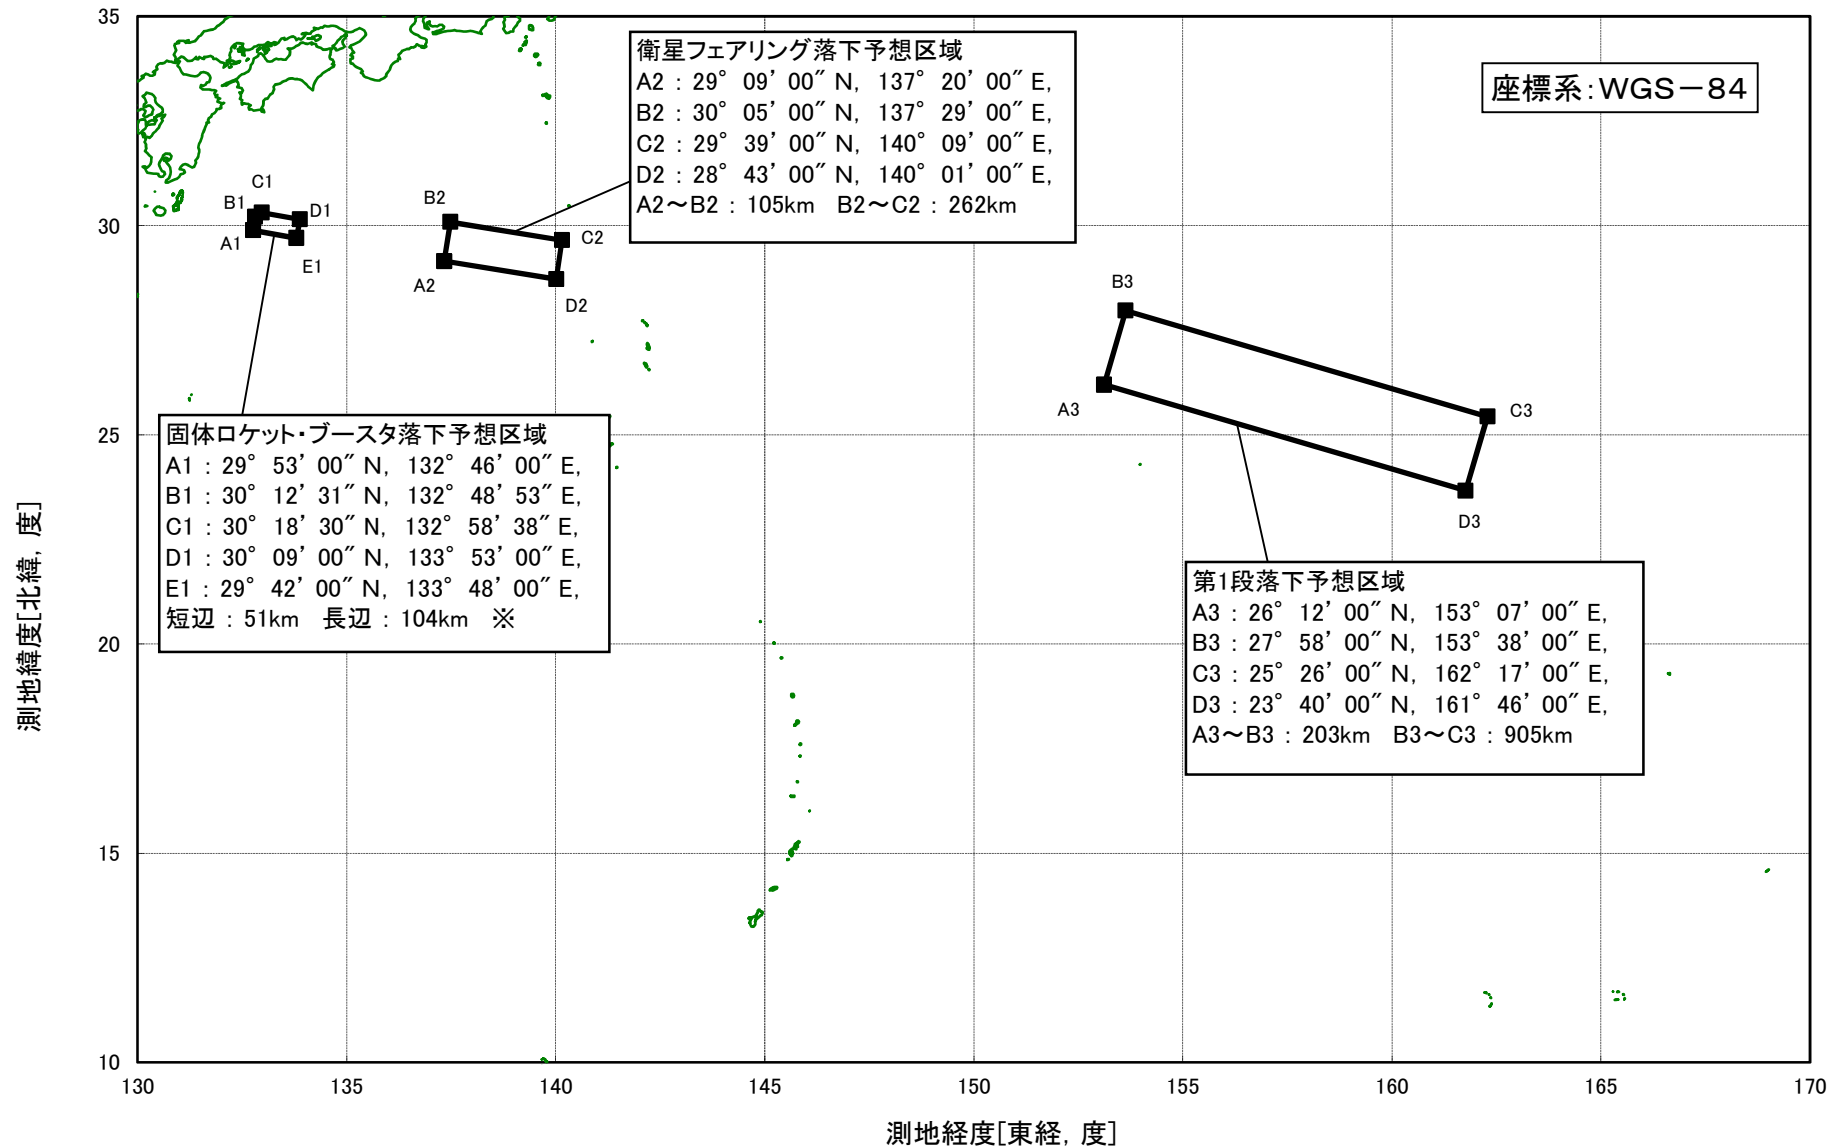 35
30
25
20
15
10
測地緯度[北緯, 度]
130
135
140
145
150
155
160
165
170
測地経度[東経, 度]
座標系:WGS-84
衛星フェアリング落下予想区域
A2 : 29° 09’ 00” N, 137° 20’ 00” E,
B2 : 30° 05’ 00” N, 137° 29’ 00” E,
C2 : 29° 39’ 00” N, 140° 09’ 00” E,
D2 : 28° 43’ 00” N, 140° 01’ 00” E,
A2~B2 : 105km B2~C2 : 262km
C1
B1
D1
A1
E1
B2
C2
A2
D2
B3
A3
C3
D3
固体ロケット・ブースタ落下予想区域
A1 : 29° 53’ 00” N, 132° 46’ 00” E,
B1 : 30° 12’ 31” N, 132° 48’ 53” E,
C1 : 30° 18’ 30” N, 132° 58’ 38” E,
D1 : 30° 09’ 00” N, 133° 53’ 00” E,
E1 : 29° 42’ 00” N, 133° 48’ 00” E,
短辺 : 51km 長辺 : 104km ※
第1段落下予想区域
A3 : 26° 12’ 00” N, 153° 07’ 00” E,
B3 : 27° 58’ 00” N, 153° 38’ 00” E,
C3 : 25° 26’ 00” N, 162° 17’ 00” E,
D3 : 23° 40’ 00” N, 161° 46’ 00” E,
A3~B3 : 203km B3~C3 : 905km